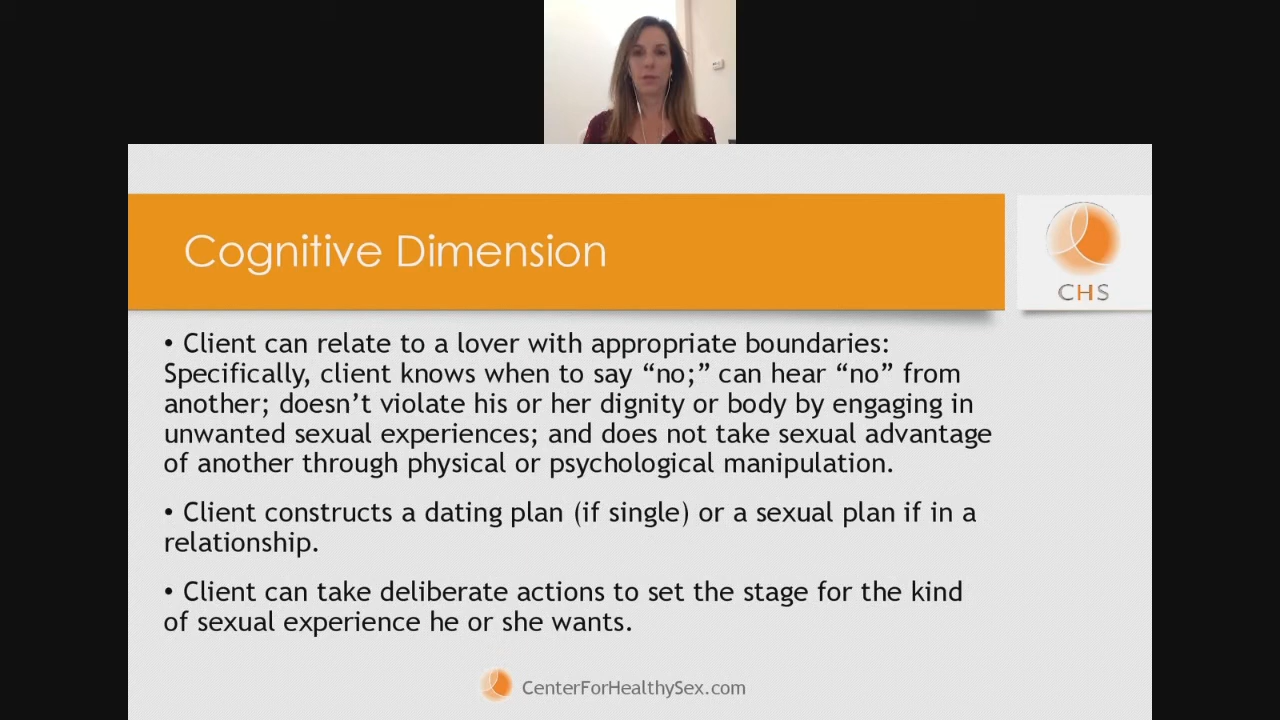 Cognitive Dimension
CHS
• Client can relate to a lover with appropriate boundaries:
Specifically, client knows when to say “no;” can hear “no” from
another; doesn’t violate his or her dignity or body by engaging in
unwanted sexual experiences; and does not take sexual advantage
of another through physical or psychological manipulation.
• Client constructs a dating plan (if single) or a sexual plan if in a
relationship.
• Client can take deliberate actions to set the stage for the kind
of sexual experience he or she wants.
CenterForHealthySex.com